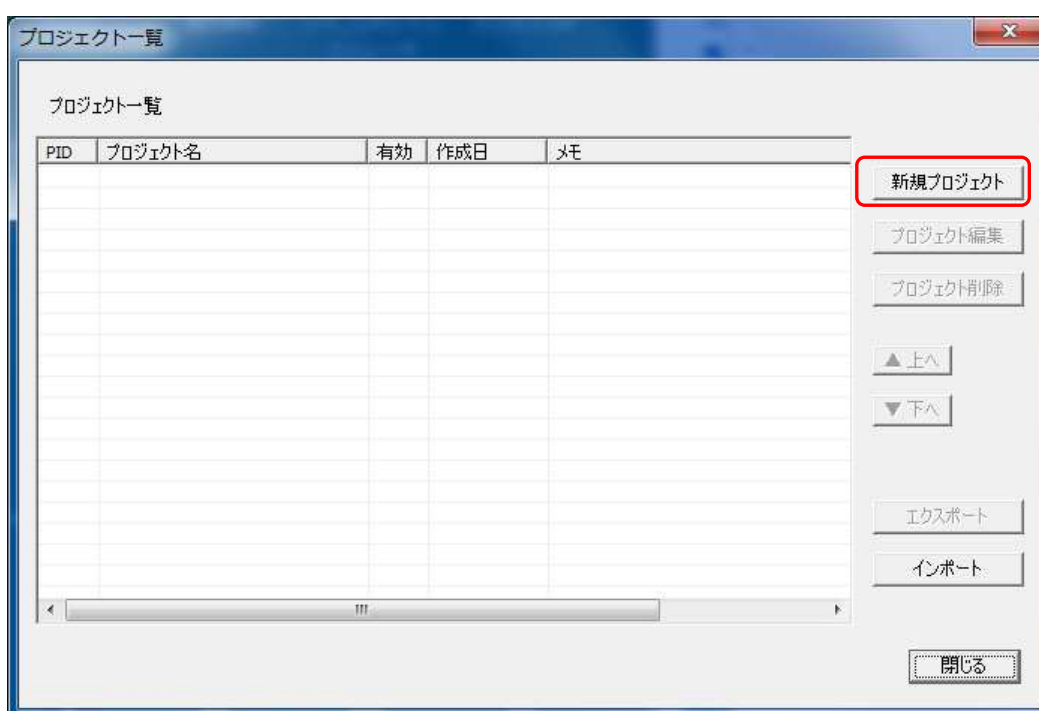 プロジェクト一覧
プロジェクト一覧
PID プロジェクト名 有効 作成日 メモ
新規プロジェクト
プロジェクト編集
プロジェクト削除
▲ 上へ
▼ 下へ
エクスポート
インポート
閉じる